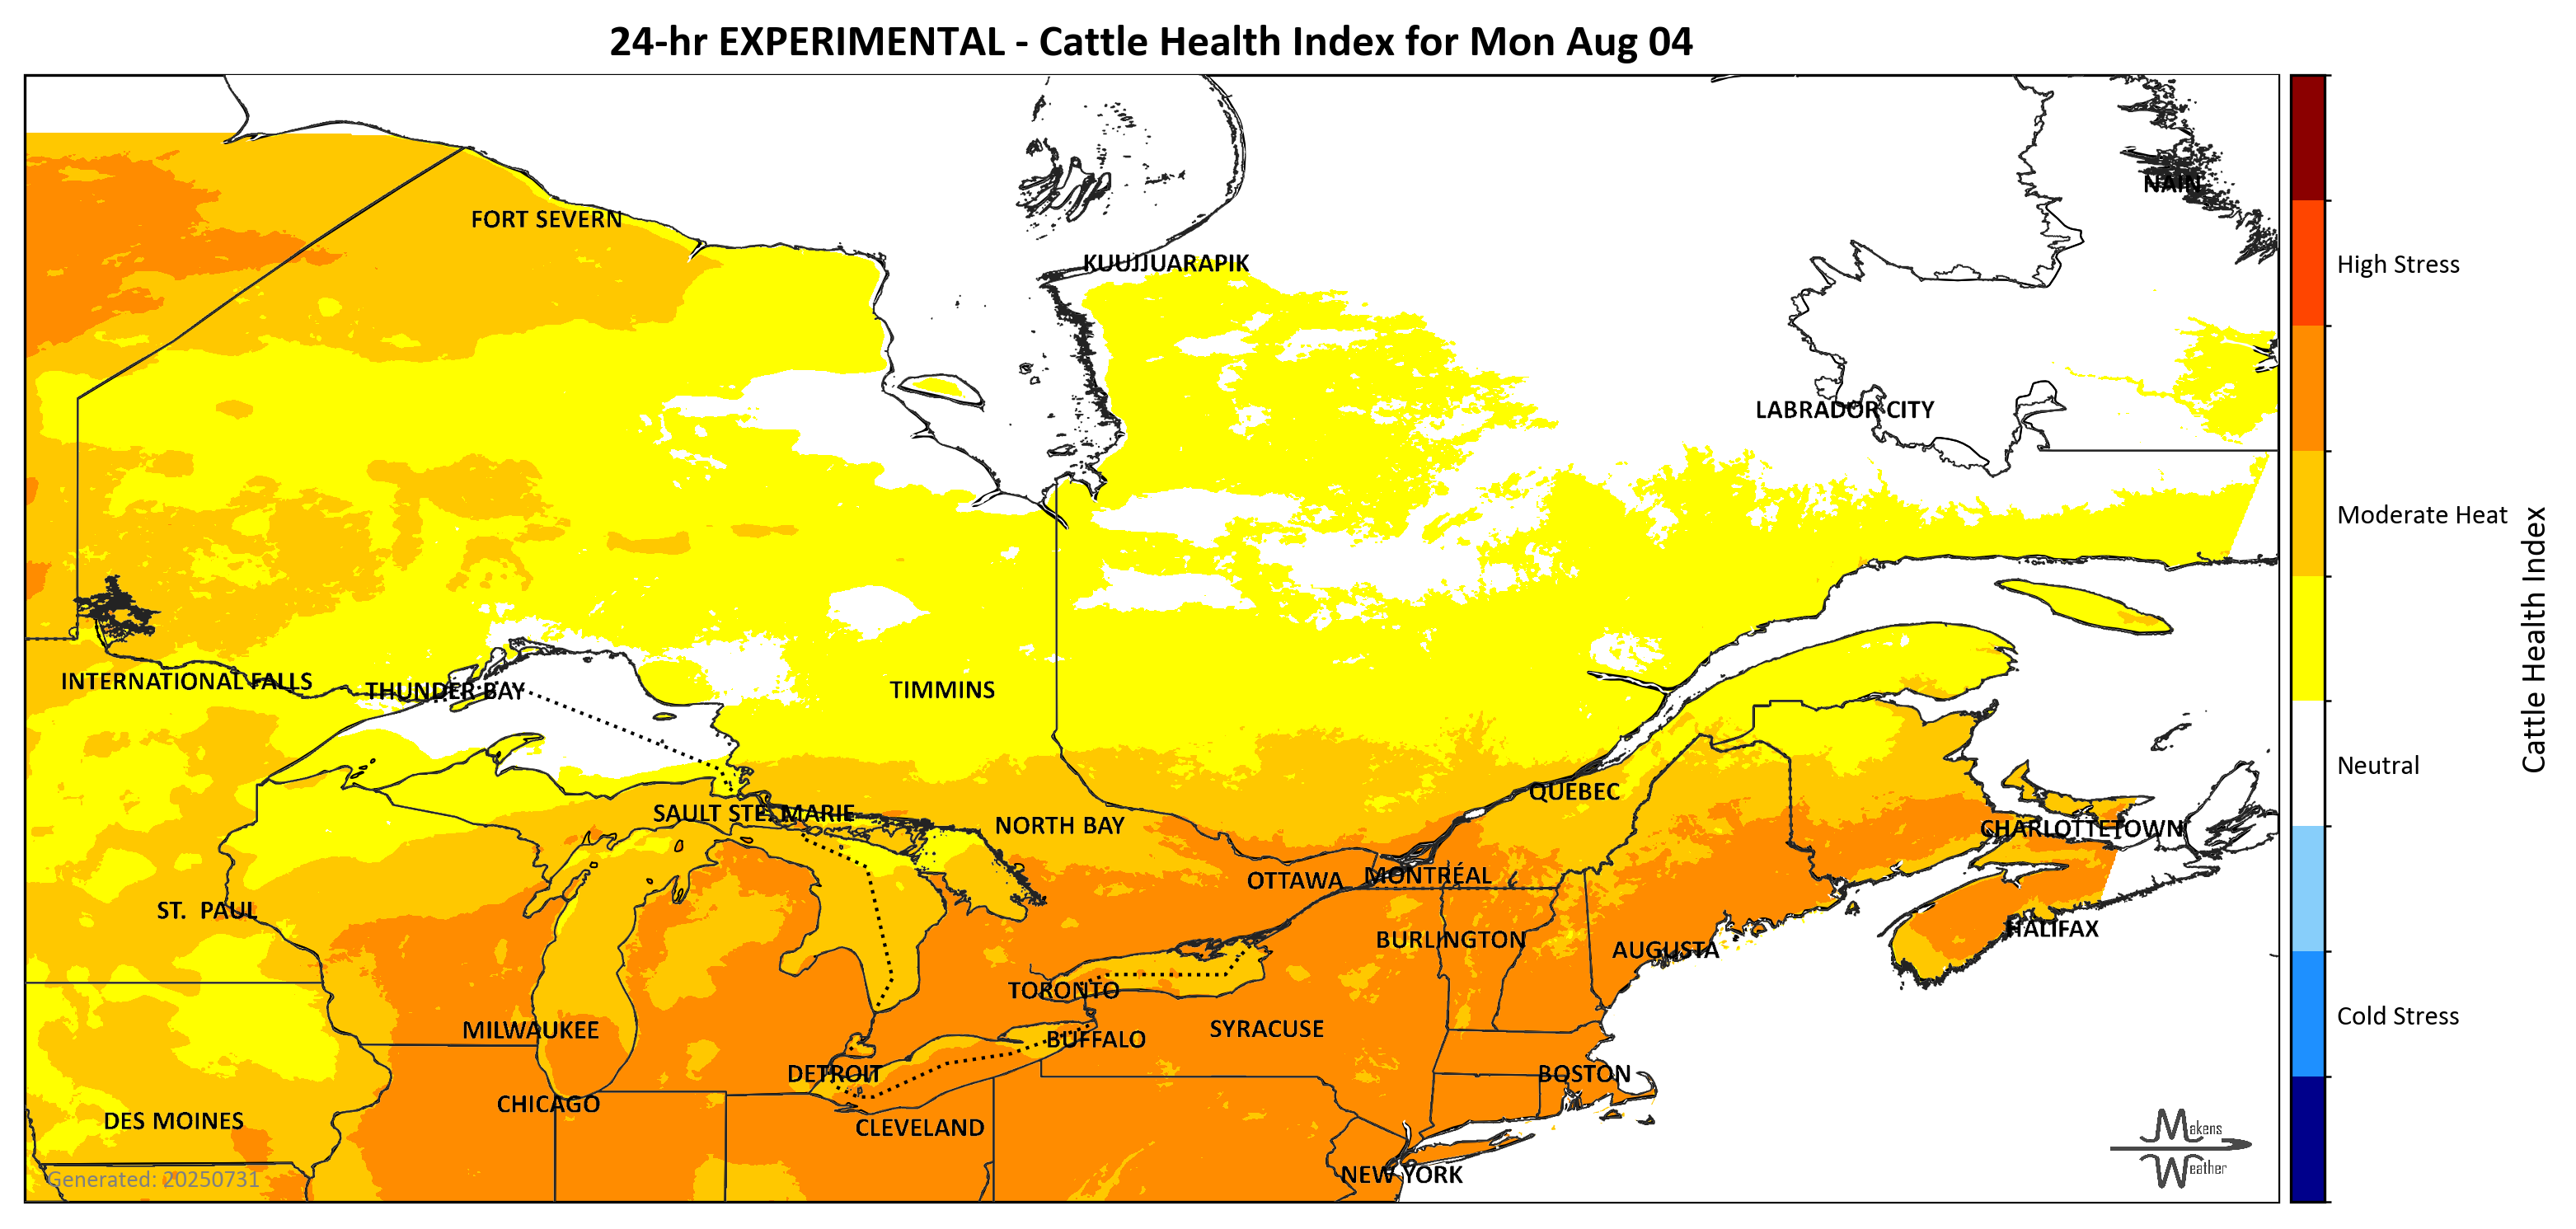 24-hr EXPERIMENTAL - Cattle Health Index for Mon Aug 04
NAIN
FORT SEVERN
KUUJJUARAPIK
High Stress
LABRADOR CITY
Moderate Heat
Cattle Health Index
INTERNATIONAL FALLS
THUNDER BAY
TIMMINS
Neutral
QUEBEC
SAULT STE. MARIE
NORTH BAY
CHARLOTTETOWN
OTTAWA
MONTRÉAL
ST. PAUL
HALIFAX
BURLINGTON
AUGUSTA
TORONTO
Cold Stress
MILWAUKEE
SYRACUSE
BUFFALO
DETROIT
BOSTON
CHICAGO
DES MOINES
CLEVELAND
Makens
Weather
NEW YORK
Generated: 20250731